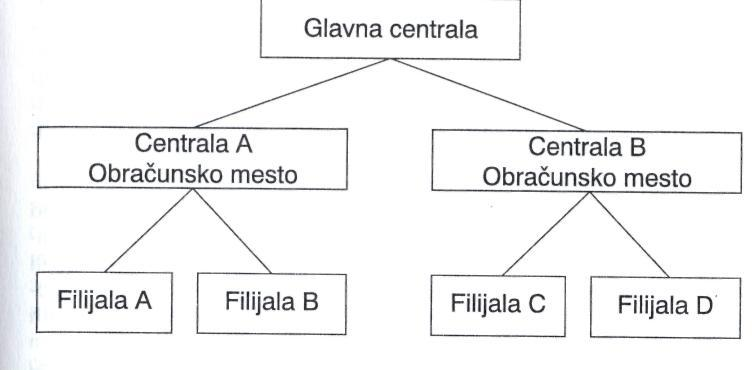 Glavna centrala
Centrala A
Obračunsko mesto
Centrala B
Obračunsko mesto
Filijala A
Filijala B
Filijala C
Filijala D